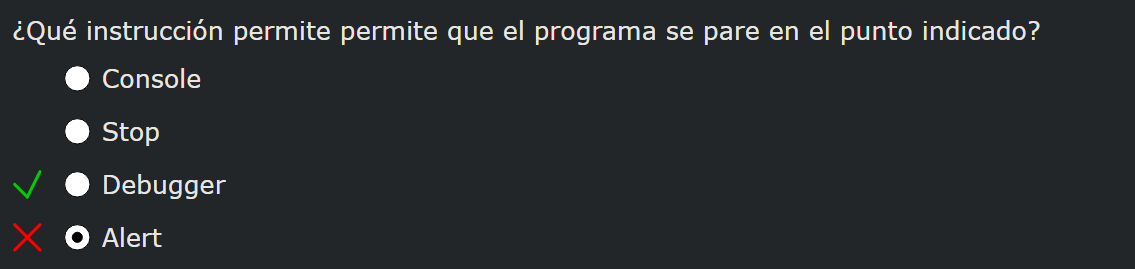 ¿Qué instrucción permite permite que el programa se pare en el punto indicado?
Console
Stop
Debugger
Alert